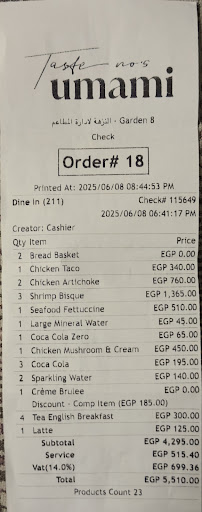 Taste no's
umami
Garden 8 - النزهة لادارة المطاعم
Check
Order# 18
Printed At: 2025/06/08 08:44:53 PM
Dine In (211) Check# 115649
2025/06/08 06:41:17 PM
Creator: Cashier
Qty Item Price
2 Bread Basket EGP 0.00
1 Chicken Taco EGP 340.00
2 Chicken Artichoke EGP 760.00
3 Shrimp Bisque EGP 1,365.00
1 Seafood Fettuccine EGP 510.00
1 Large Mineral Water EGP 45.00
1 Coca Cola Zero EGP 65.00
1 Chicken Mushroom & Cream EGP 450.00
3 Coca Cola EGP 195.00
2 Sparkling Water EGP 140.00
1 Créme Brulee EGP 0.00
Discount - Comp Item (EGP 185.00)
4 Tea English Breakfast EGP 300.00
1 Latte EGP 125.00
Subtotal EGP 4,295.00
Service EGP 515.40
Vat(14.0%) EGP 699.36
Total EGP 5,510.00
Products Count 23